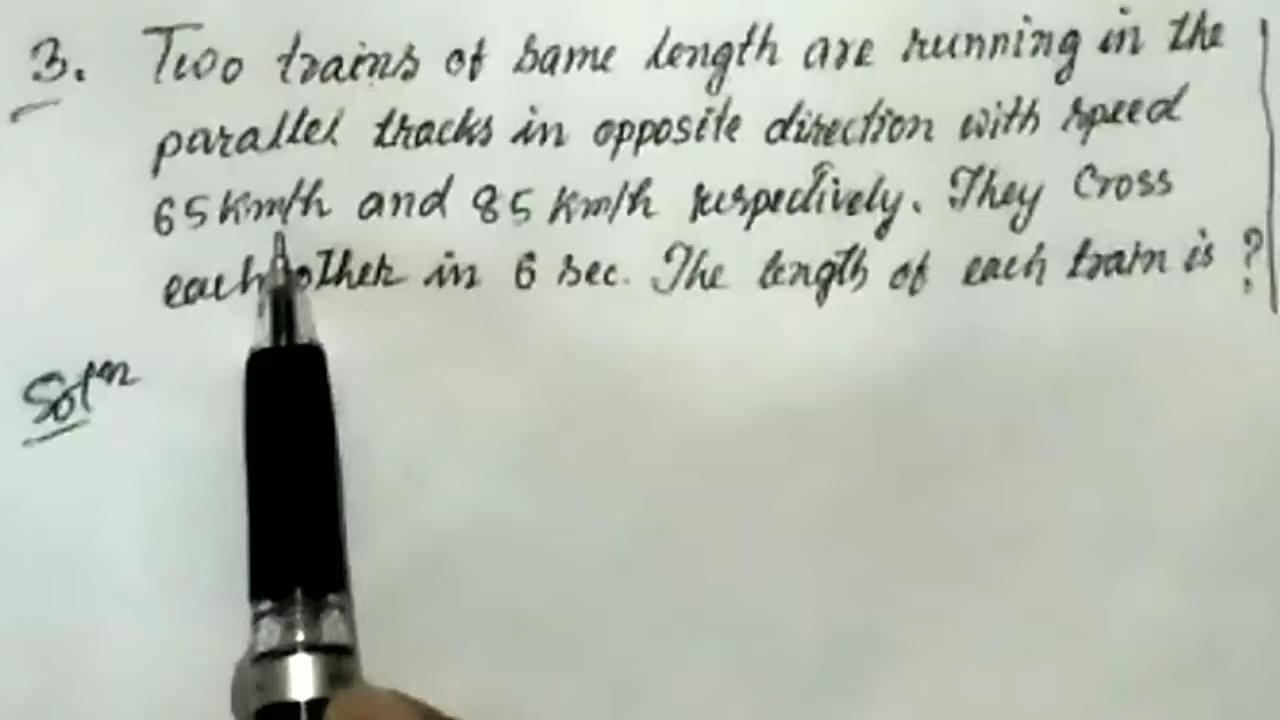 3. Two trains of same length are running in the
parallel tracks in opposite direction with speed
65 Km/h and 85 Km/h respectively. They Cross
each other in 6 sec. The length of each train is ?
Solⁿ